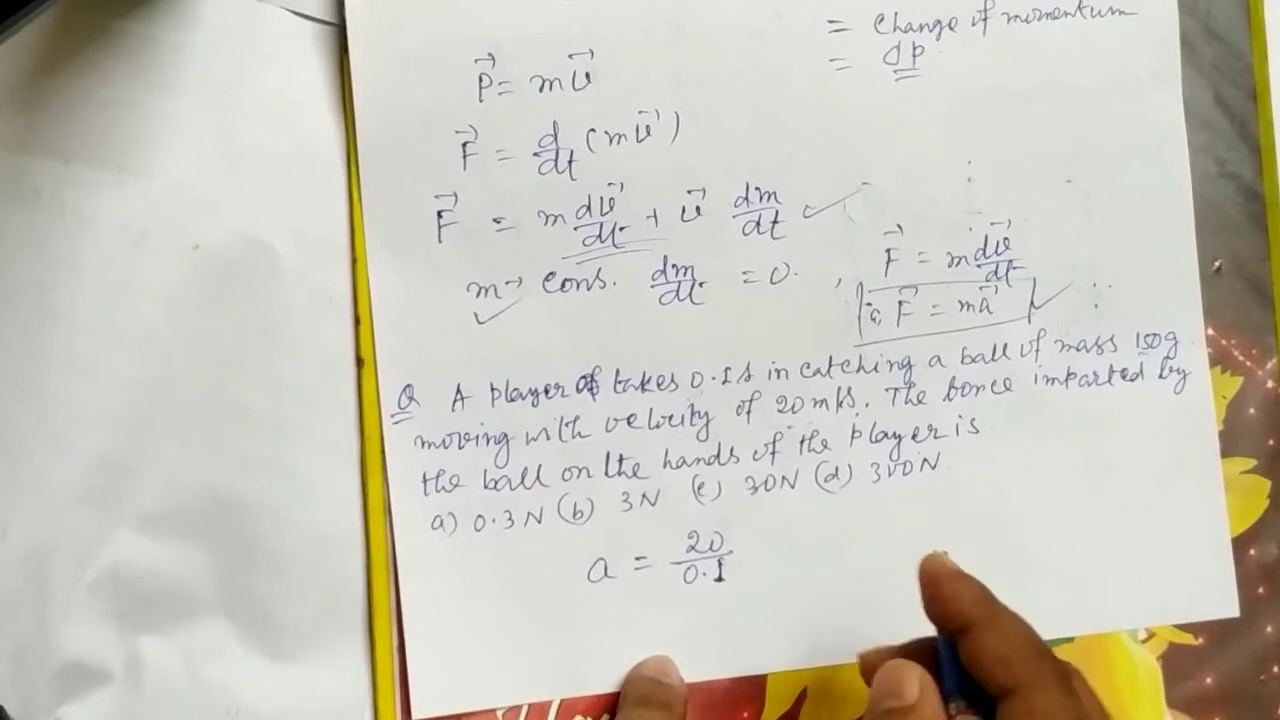 = Change of momentum
= dp
P⃗ = mv⃗
F⃗ = d/dt (mv⃗)
F⃗ = m dv⃗/dt + v⃗ dm/dt ✓
m → cons. dm/dt = 0. , F⃗ = m dv⃗/dt
F⃗ = ma⃗ ✓
Q A player of takes 0.1s in catching a ball of mass 150g
moving with velocity of 20m/s. The force imparted by
the ball on the hands of the player is
a) 0.3N (b) 3N (c) 30N (d) 300N
a = 20/0.1